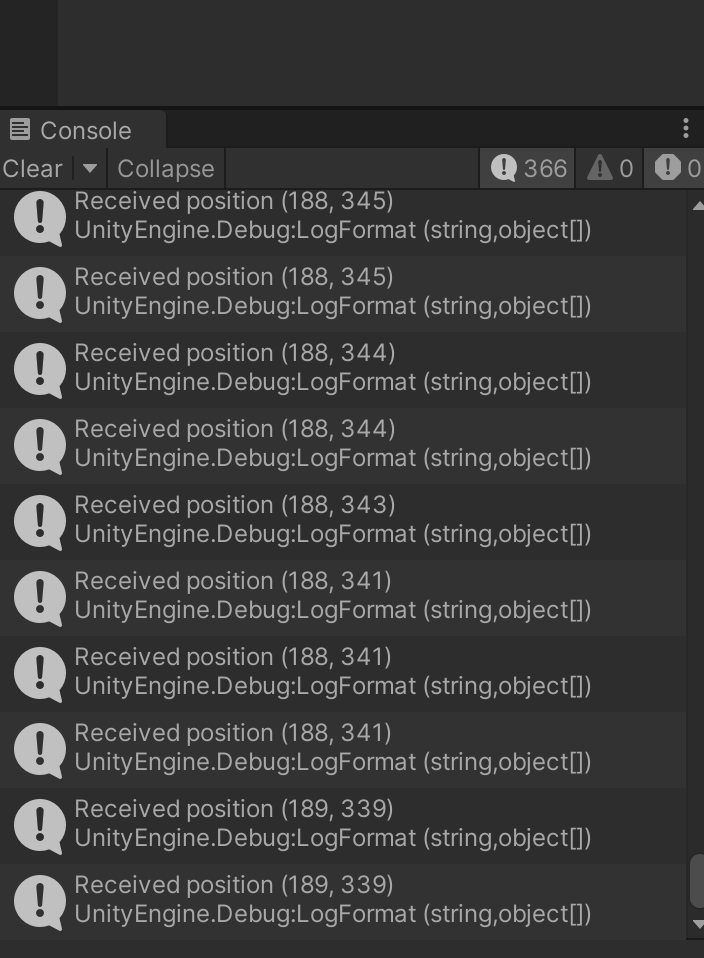 Console
Clear
Collapse
366
0
0
Received position (188, 345)
UnityEngine.Debug:LogFormat (string,object[])
Received position (188, 345)
UnityEngine.Debug:LogFormat (string,object[])
Received position (188, 344)
UnityEngine.Debug:LogFormat (string,object[])
Received position (188, 344)
UnityEngine.Debug:LogFormat (string,object[])
Received position (188, 343)
UnityEngine.Debug:LogFormat (string,object[])
Received position (188, 341)
UnityEngine.Debug:LogFormat (string,object[])
Received position (188, 341)
UnityEngine.Debug:LogFormat (string,object[])
Received position (188, 341)
UnityEngine.Debug:LogFormat (string,object[])
Received position (189, 339)
UnityEngine.Debug:LogFormat (string,object[])
Received position (189, 339)
UnityEngine.Debug:LogFormat (string,object[])